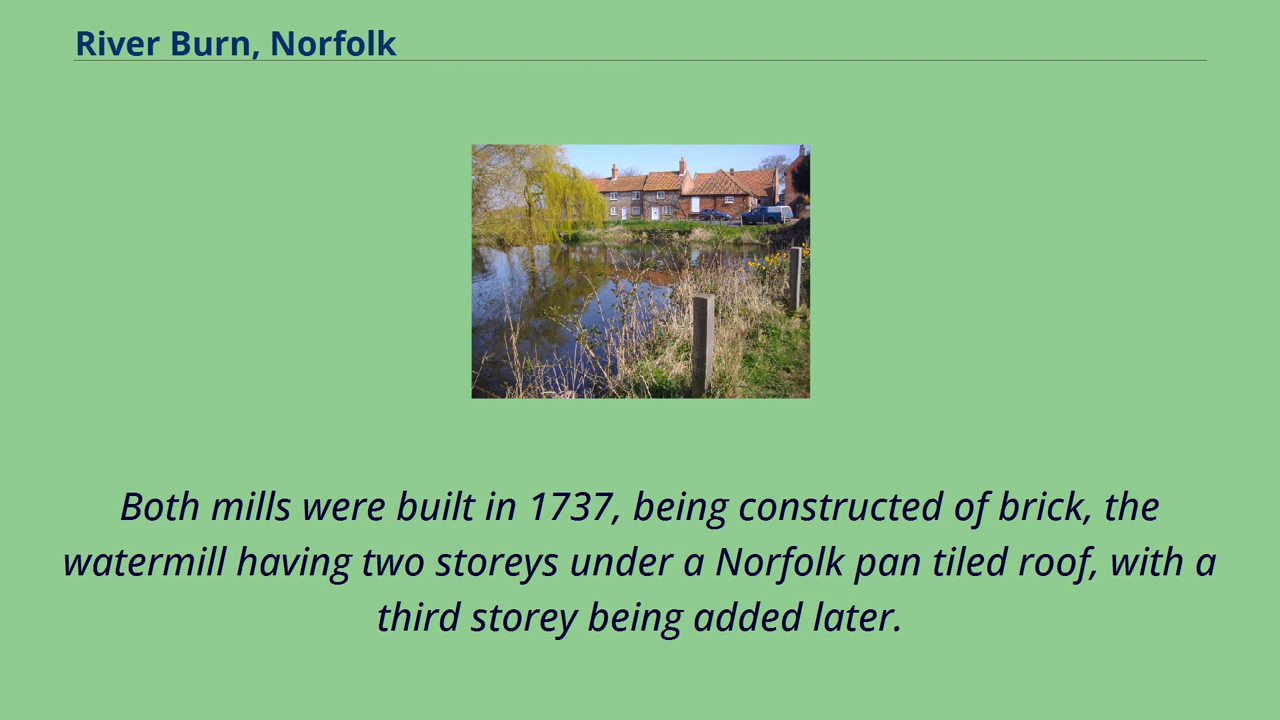 River Burn, Norfolk
Both mills were built in 1737, being constructed of brick, the
watermill having two storeys under a Norfolk pan tiled roof, with a
third storey being added later.